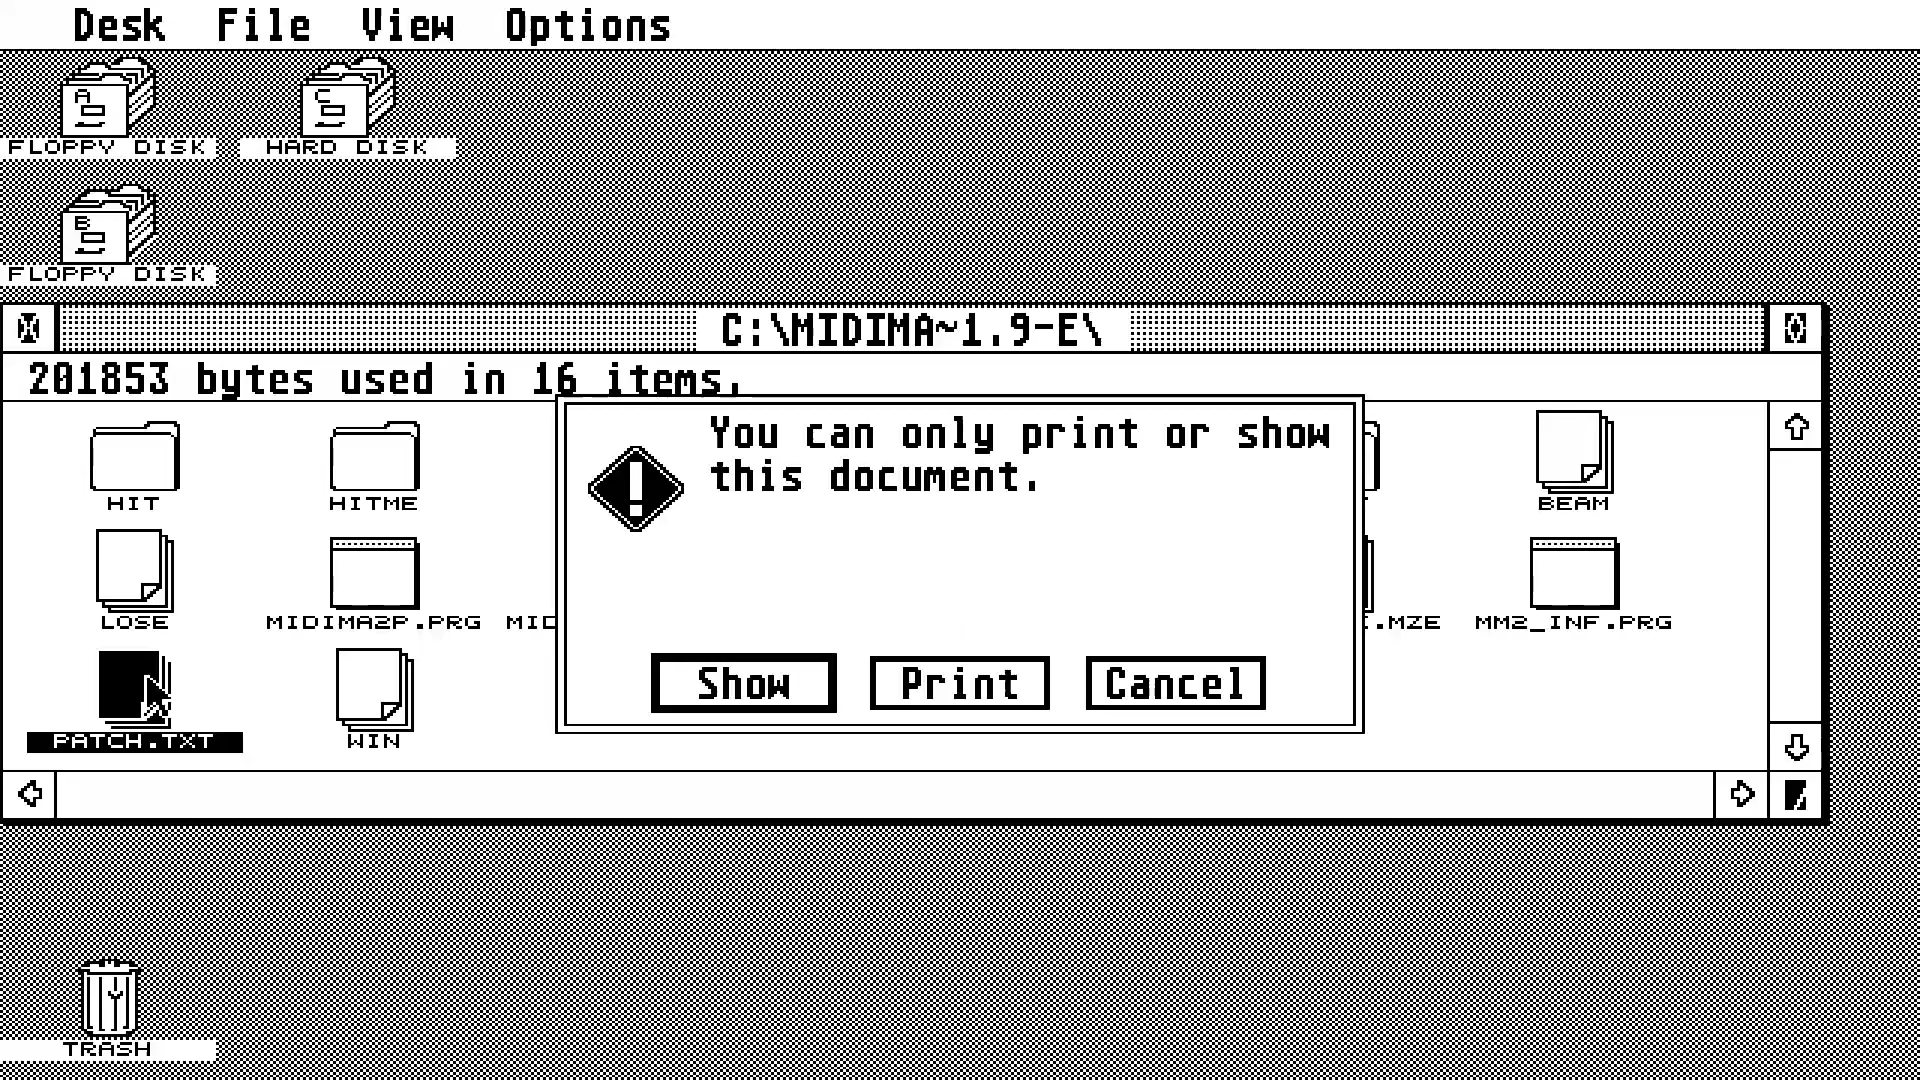 Desk File View Options
A
C
FLOPPY DISK
HARD DISK
B
FLOPPY DISK
C:\MIDIMA~1.9-E\
201853 bytes used in 16 items.
You can only print or show
this document.
HIT
HITME
BEAM
LOSE
MIDIMA2P.PRG
MID
.MZE
MM2_INF.PRG
Show
Print
Cancel
PATCH.TXT
WIN
TRASH